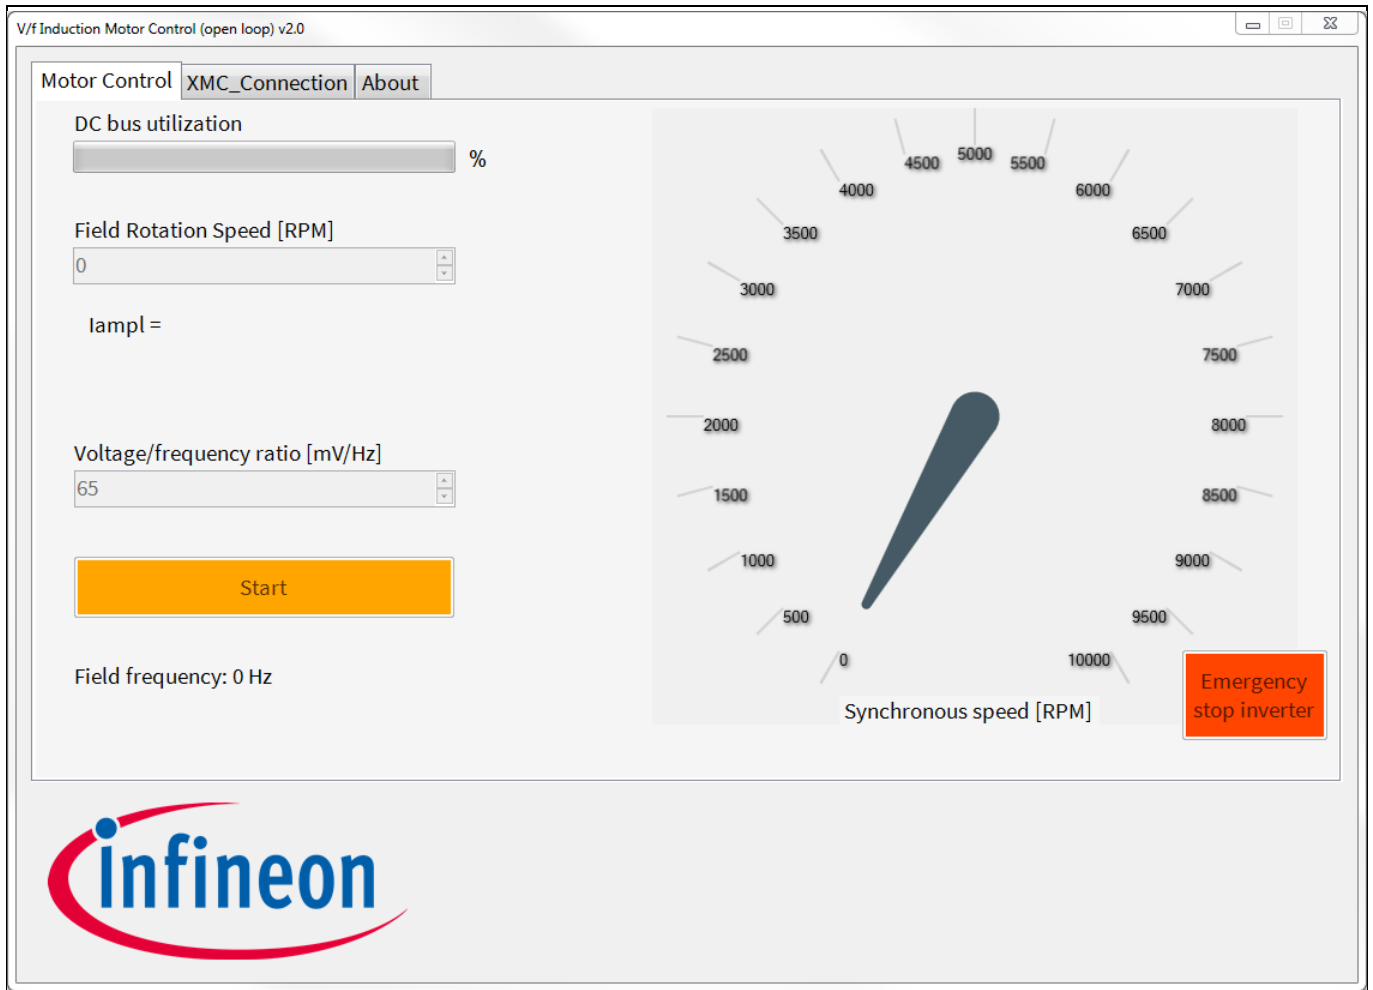 V/f Induction Motor Control (open loop) v2.0
Motor Control XMC_Connection About
DC bus utilization
%
Field Rotation Speed [RPM]
0
Iampl =
Voltage/frequency ratio [mV/Hz]
65
Start
Field frequency: 0 Hz
0
500
1000
1500
2000
2500
3000
3500
4000
4500
5000
5500
6000
6500
7000
7500
8000
8500
9000
9500
10000
Synchronous speed [RPM]
Emergency
stop inverter
infineon